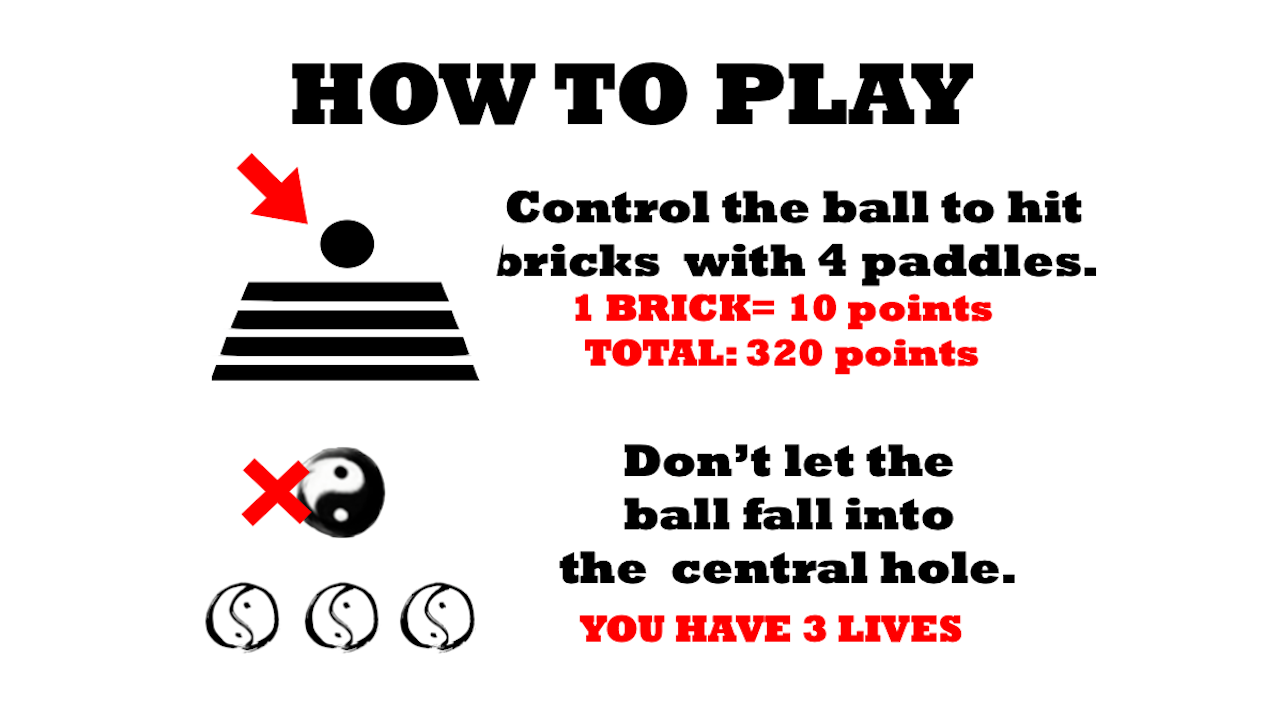 HOW TO PLAY
Control the ball to hit
bricks with 4 paddles.
1 BRICK= 10 points
TOTAL: 320 points
Don't let the
ball fall into
the central hole.
YOU HAVE 3 LIVES